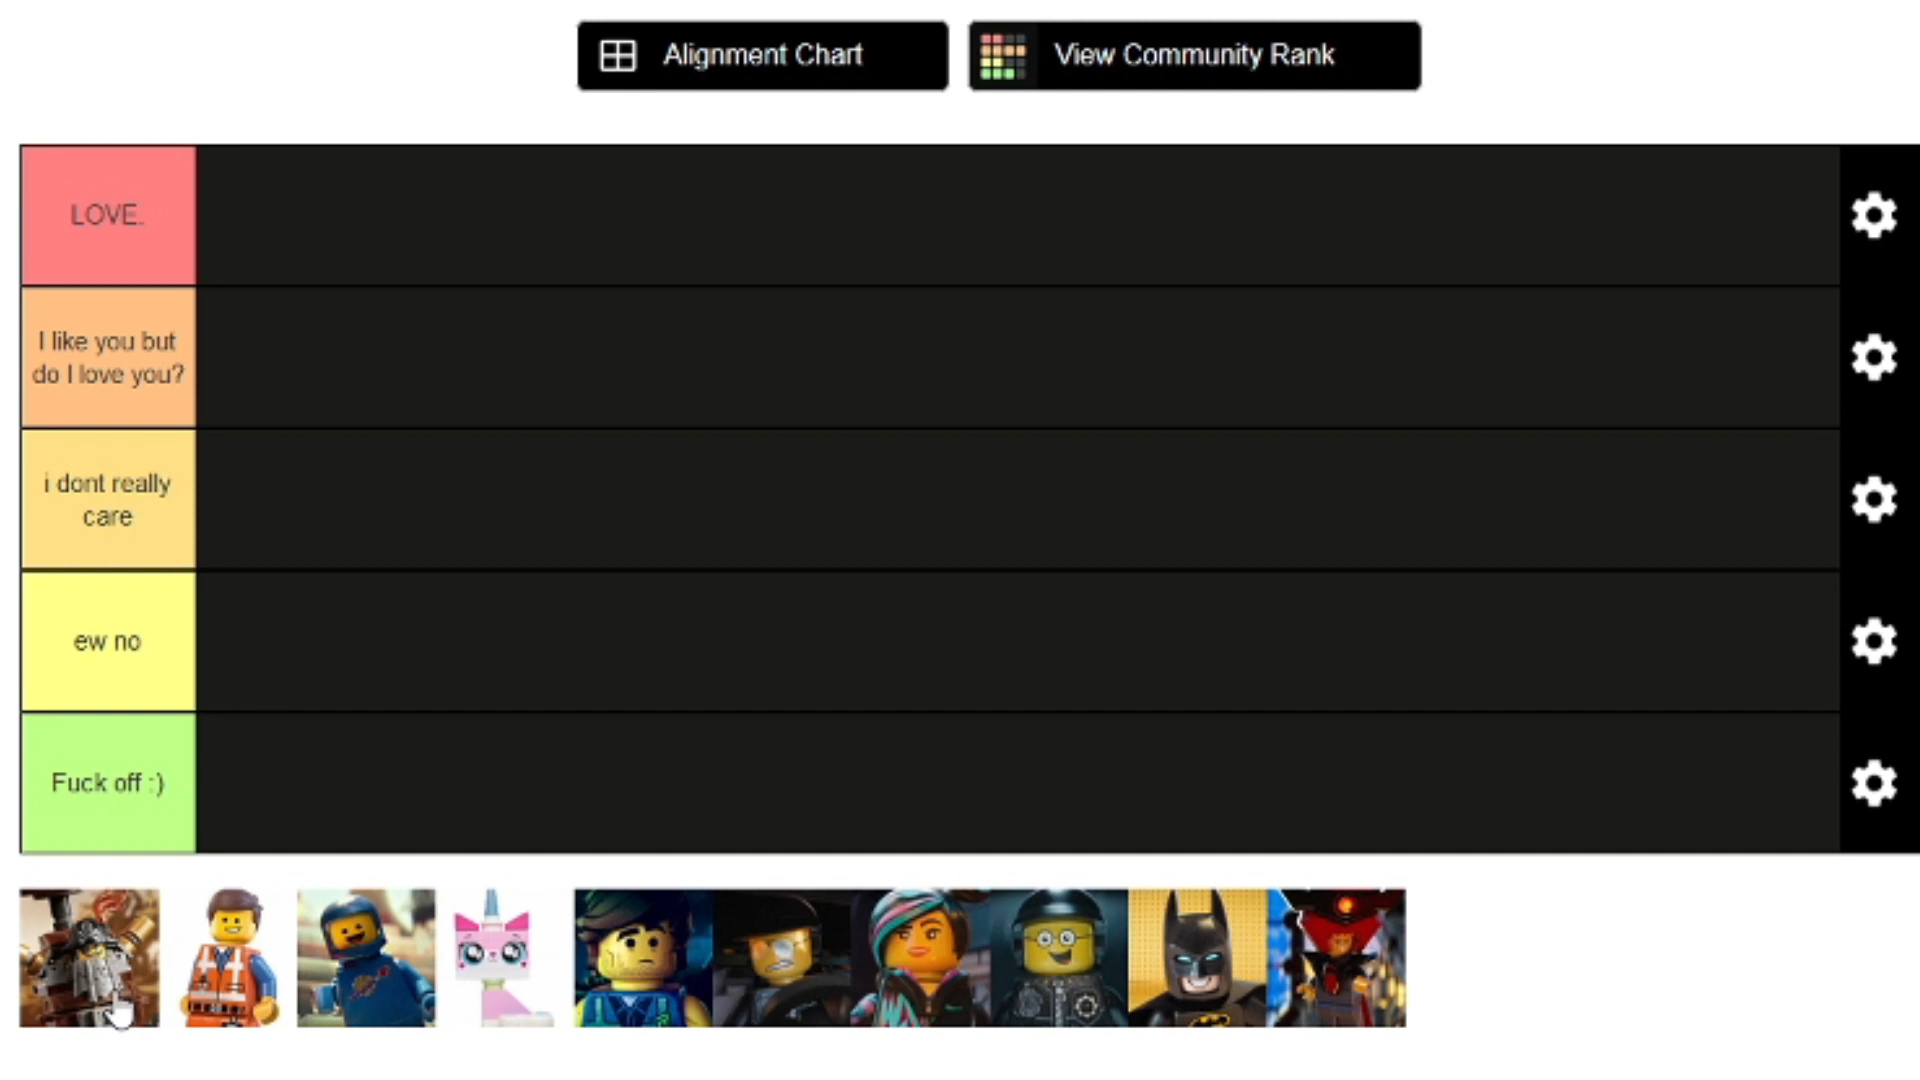 Alignment Chart
View Community Rank
LOVE.
I like you but
do I love you?
i dont really
care
ew no
Fuck off :)